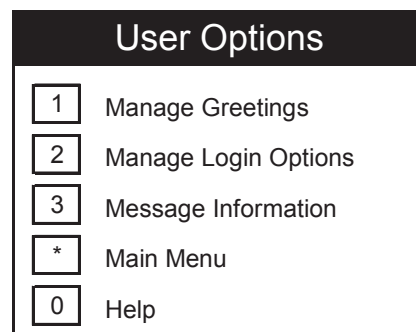 User Options
1 Manage Greetings
2 Manage Login Options
3 Message Information
* Main Menu
0 Help